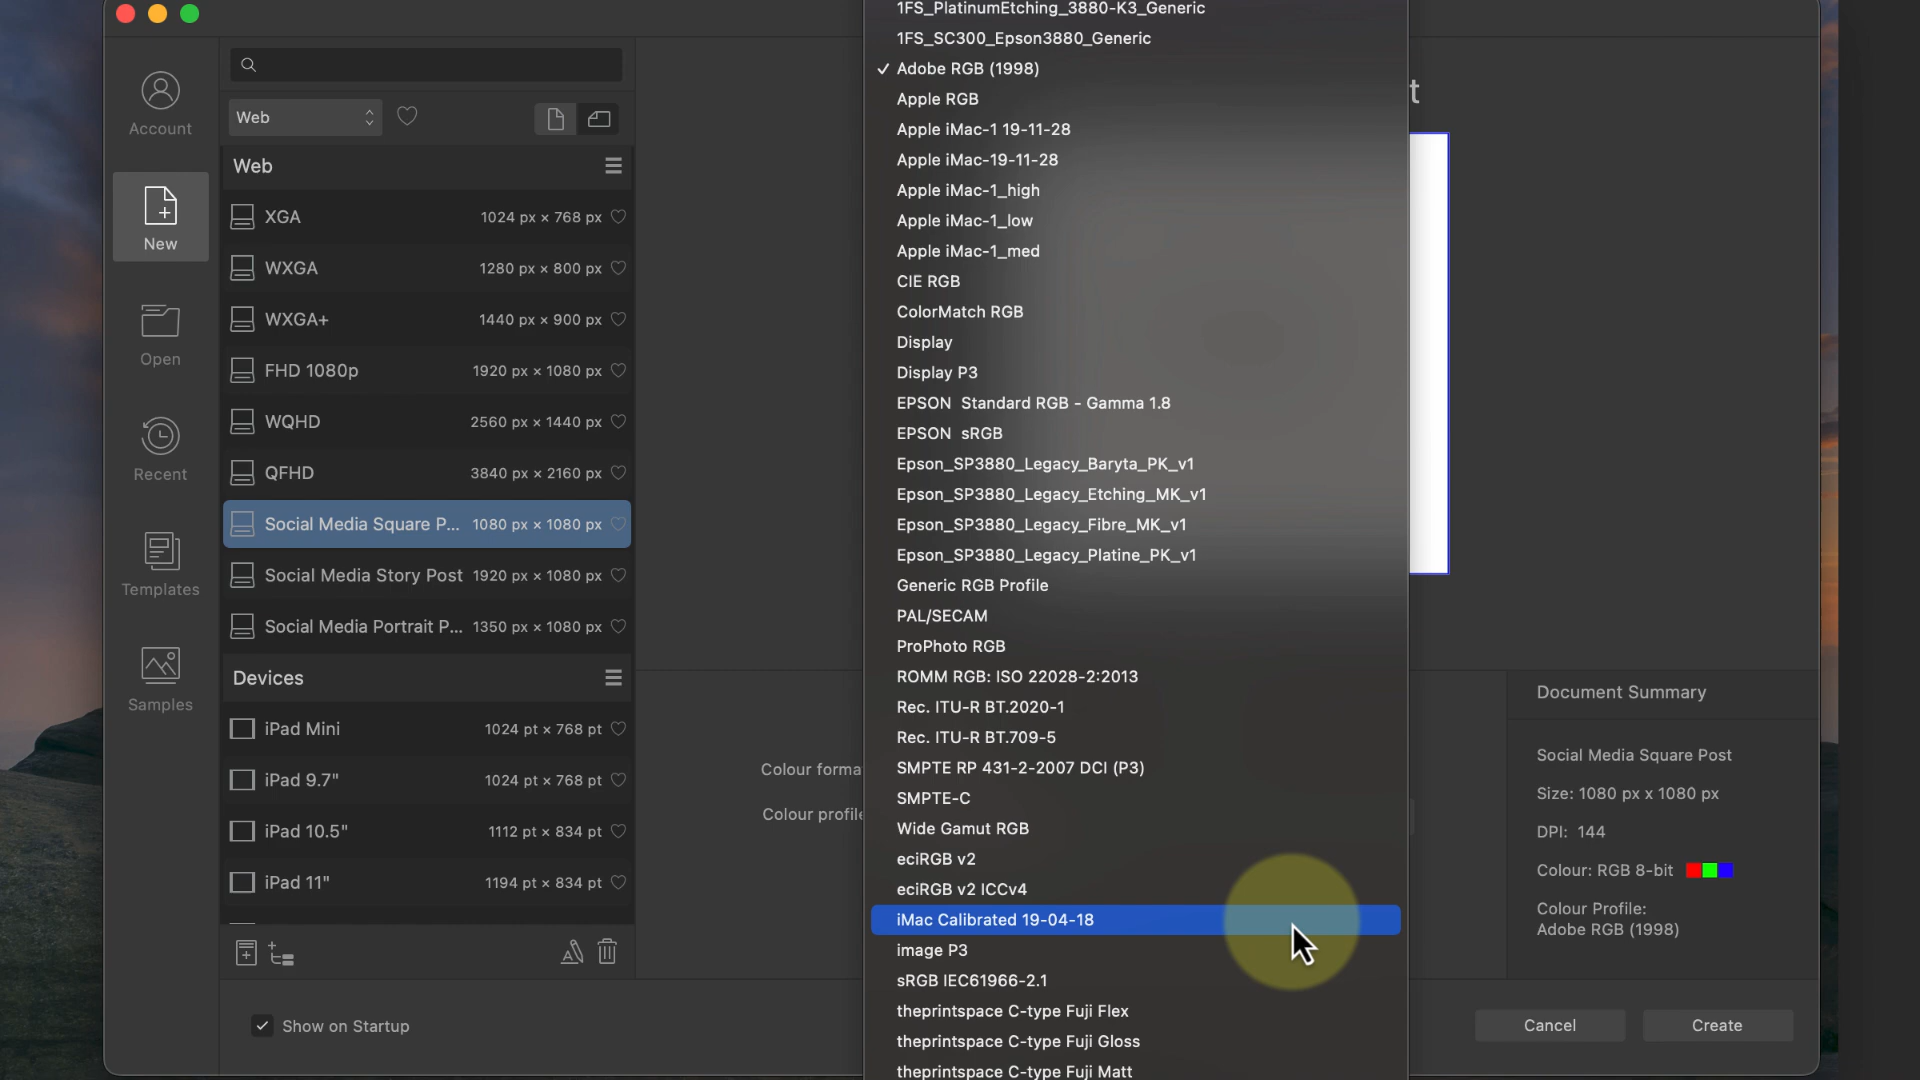 Account
New
Open
Recent
Templates
Samples
Web
Web
XGA 1024 px × 768 px
WXGA 1280 px × 800 px
WXGA+ 1440 px × 900 px
FHD 1080p 1920 px × 1080 px
WQHD 2560 px × 1440 px
QFHD 3840 px × 2160 px
Social Media Square P... 1080 px × 1080 px
Social Media Story Post 1920 px × 1080 px
Social Media Portrait P... 1350 px × 1080 px
Devices
iPad Mini 1024 pt × 768 pt
iPad 9.7" 1024 pt × 768 pt
iPad 10.5" 1112 pt × 834 pt
iPad 11" 1194 pt × 834 pt
Show on Startup
Colour forma
Colour profile
1FS_PlatinumEtching_3880-K3_Generic
1FS_SC300_Epson3880_Generic
✓ Adobe RGB (1998)
Apple RGB
Apple iMac-1 19-11-28
Apple iMac-19-11-28
Apple iMac-1_high
Apple iMac-1_low
Apple iMac-1_med
CIE RGB
ColorMatch RGB
Display
Display P3
EPSON  Standard RGB - Gamma 1.8
EPSON  sRGB
Epson_SP3880_Legacy_Baryta_PK_v1
Epson_SP3880_Legacy_Etching_MK_v1
Epson_SP3880_Legacy_Fibre_MK_v1
Epson_SP3880_Legacy_Platine_PK_v1
Generic RGB Profile
PAL/SECAM
ProPhoto RGB
ROMM RGB: ISO 22028-2:2013
Rec. ITU-R BT.2020-1
Rec. ITU-R BT.709-5
SMPTE RP 431-2-2007 DCI (P3)
SMPTE-C
Wide Gamut RGB
eciRGB v2
eciRGB v2 ICCv4
iMac Calibrated 19-04-18
image P3
sRGB IEC61966-2.1
theprintspace C-type Fuji Flex
theprintspace C-type Fuji Gloss
theprintspace C-type Fuji Matt
t
Document Summary
Social Media Square Post
Size: 1080 px x 1080 px
DPI: 144
Colour: RGB 8-bit
Colour Profile:
Adobe RGB (1998)
Cancel
Create